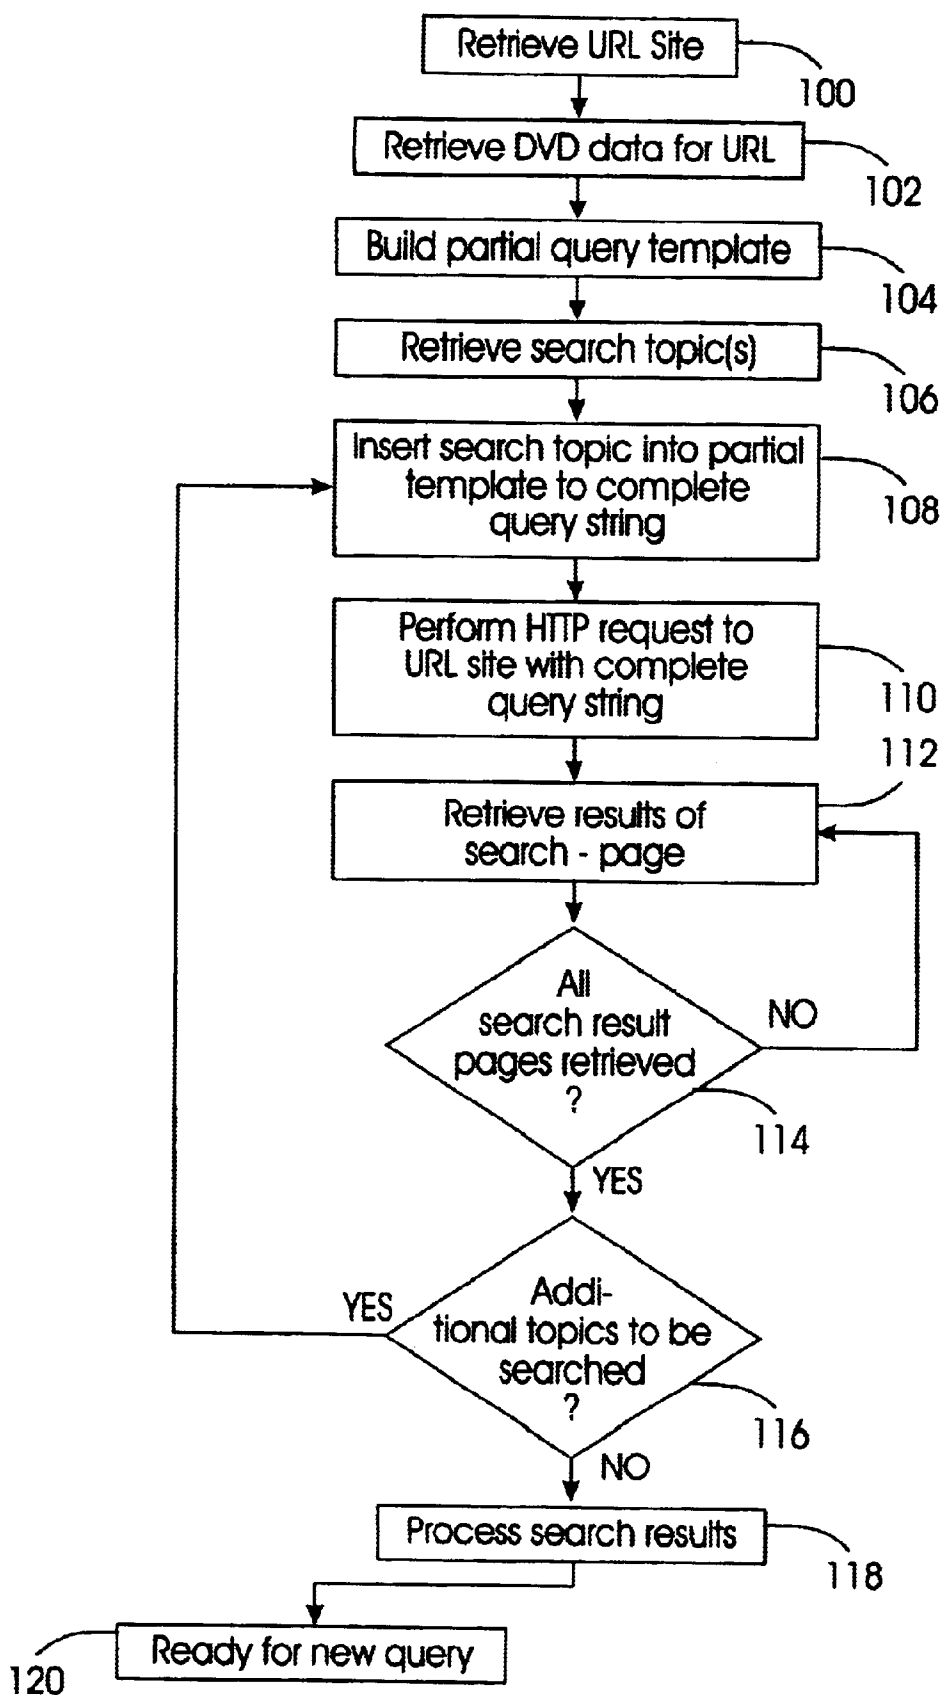 Retrieve URL Site
100
Retrieve DVD data for URL
102
Build partial query template
104
Retrieve search topic(s)
106
Insert search topic into partial
template to complete
query string
108
Perform HTTP request to
URL site with complete
query string
110
112
Retrieve results of
search - page
All
search result
pages retrieved
?
NO
114
YES
Addi-
tional topics to be
searched
?
YES
116
NO
Process search results
118
Ready for new query
120